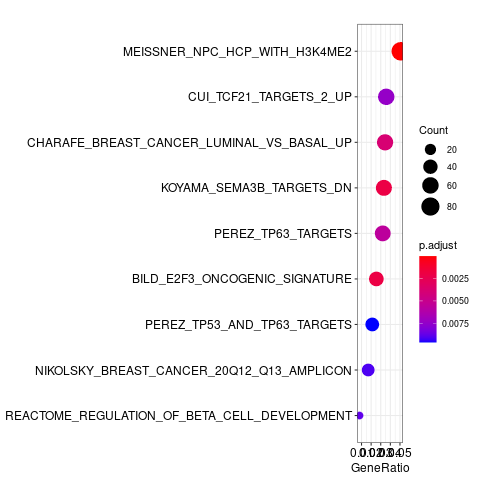 MEISSNER_NPC_HCP_WITH_H3K4ME2
CUI_TCF21_TARGETS_2_UP
CHARAFE_BREAST_CANCER_LUMINAL_VS_BASAL_UP
KOYAMA_SEMA3B_TARGETS_DN
PEREZ_TP63_TARGETS
BILD_E2F3_ONCOGENIC_SIGNATURE
PEREZ_TP53_AND_TP63_TARGETS
NIKOLSKY_BREAST_CANCER_20Q12_Q13_AMPLICON
REACTOME_REGULATION_OF_BETA_CELL_DEVELOPMENT
GeneRatio
Count
20
40
60
80
p.adjust
0.0025
0.0050
0.0075